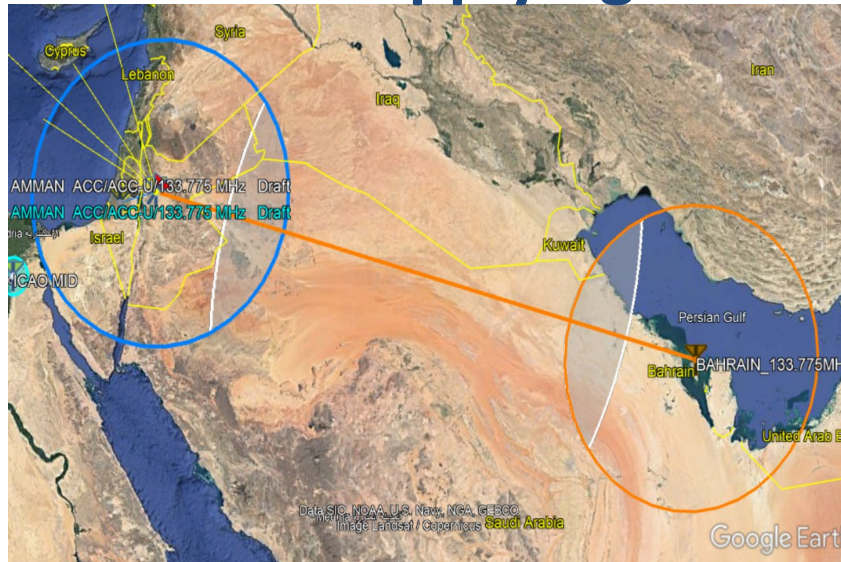 Syria
Cyprus
Lebanon
Iran
Iraq
AMMAN ACC/ACC-U/133.775 MHz Draft
AMMAN ACC/ACC-U/133.775 MHz Draft
Israel
Kuwait
ICAO MID
Persian Gulf
Bahrain
BAHRAIN_133.775MH
United Arab E
Data SIO, NOAA, U.S. Navy, NGA, GEBCO
Image Landsat / Copernicus
Saudi Arabia
Google Eart